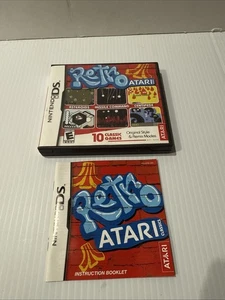 NINTENDO DS
Retro
ATARI
ASTEROIDS
MISSILE COMMAND
CENTIPEDE
10 CLASSIC GAMES
Original Style
& Remix Modes
ATARI
NINTENDO DS
Retro
ATARI
CLASSICS
INSTRUCTION BOOKLET
ATARI